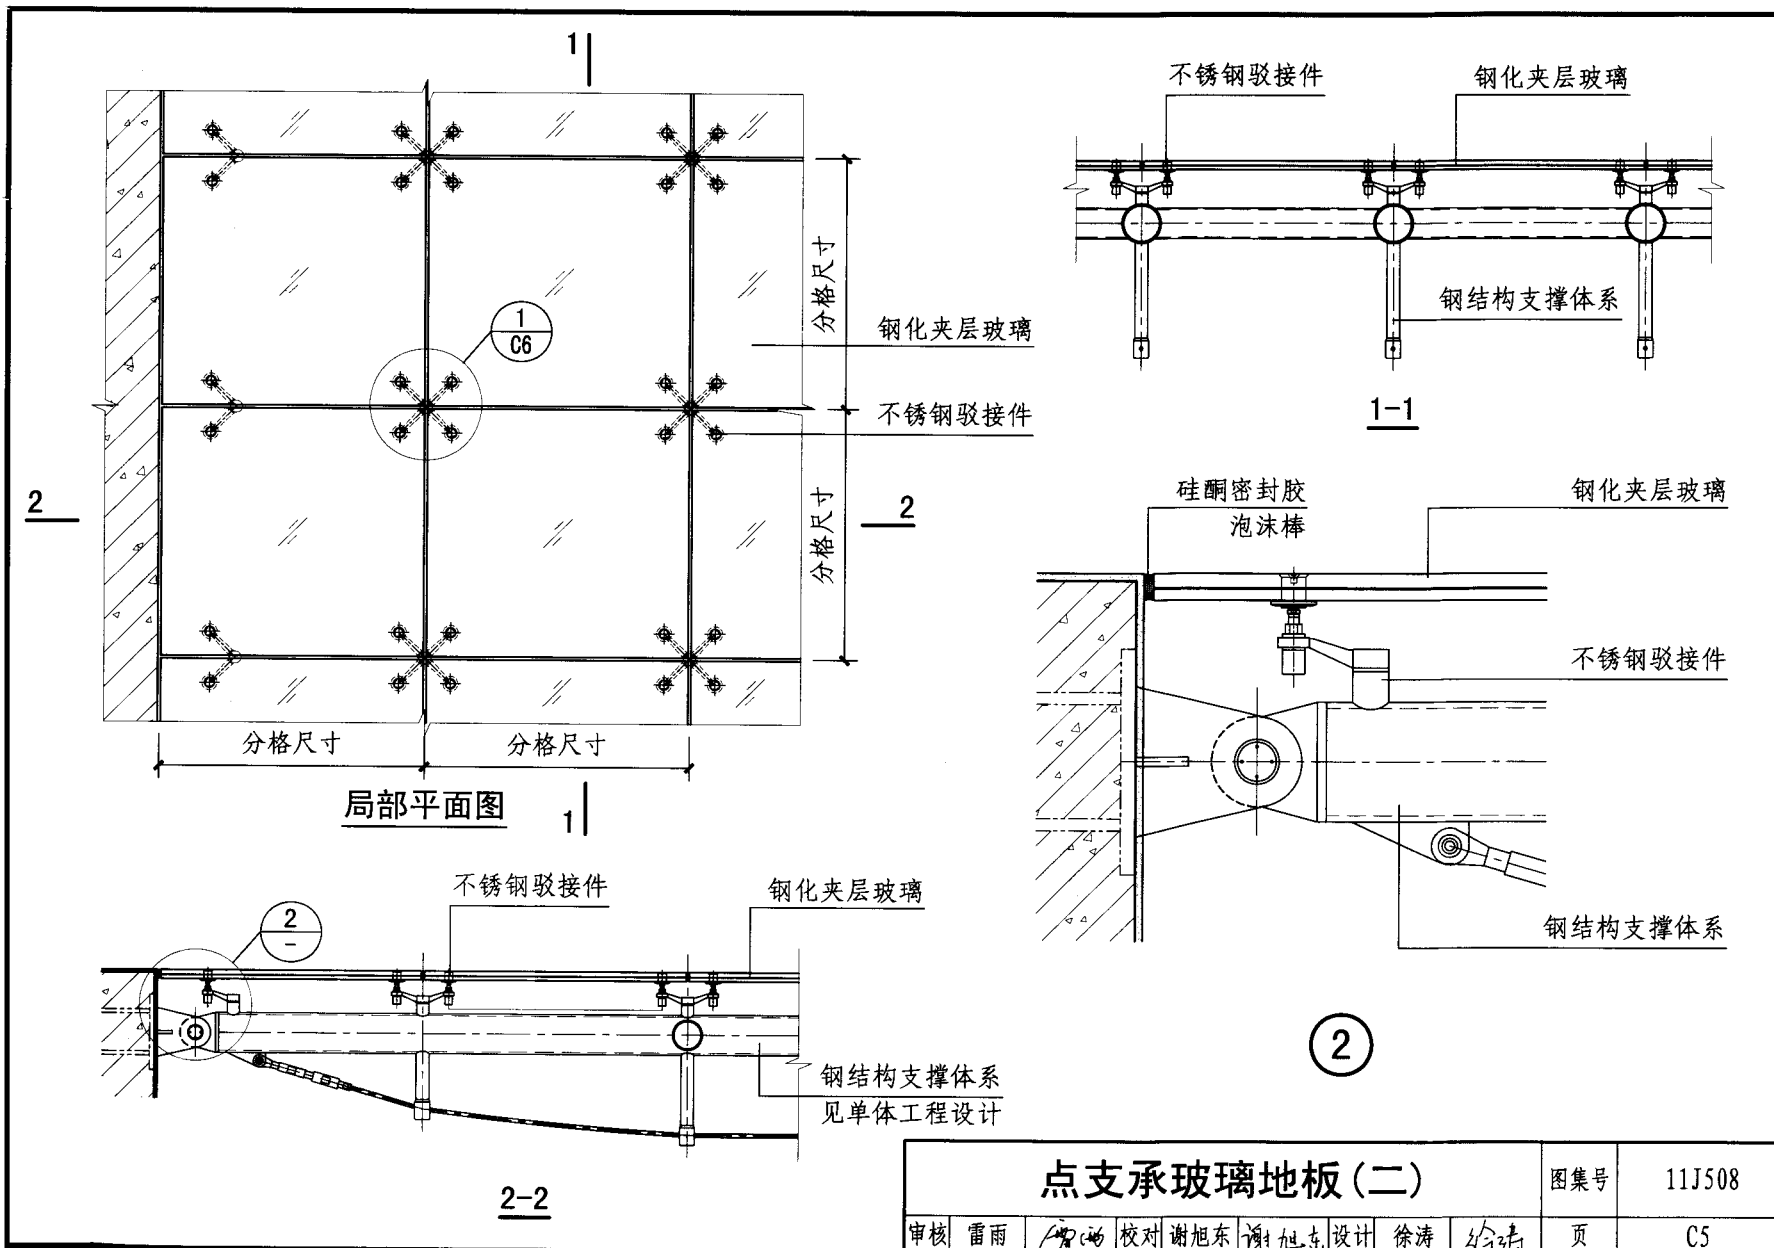 1
1
C6
分格尺寸
钢化夹层玻璃
不锈钢驳接件
2
2
分格尺寸
分格尺寸
分格尺寸
局部平面图
1
不锈钢驳接件
钢化夹层玻璃
钢结构支撑体系
1-1
硅酮密封胶
泡沫棒
钢化夹层玻璃
不锈钢驳接件
钢结构支撑体系
2
不锈钢驳接件
钢化夹层玻璃
2
-
钢结构支撑体系
见单体工程设计
2-2
点支承玻璃地板(二)
图集号
11J508
审核 雷雨 雷雨 校对 谢旭东 谢旭东 设计 徐涛 徐涛
页
C5